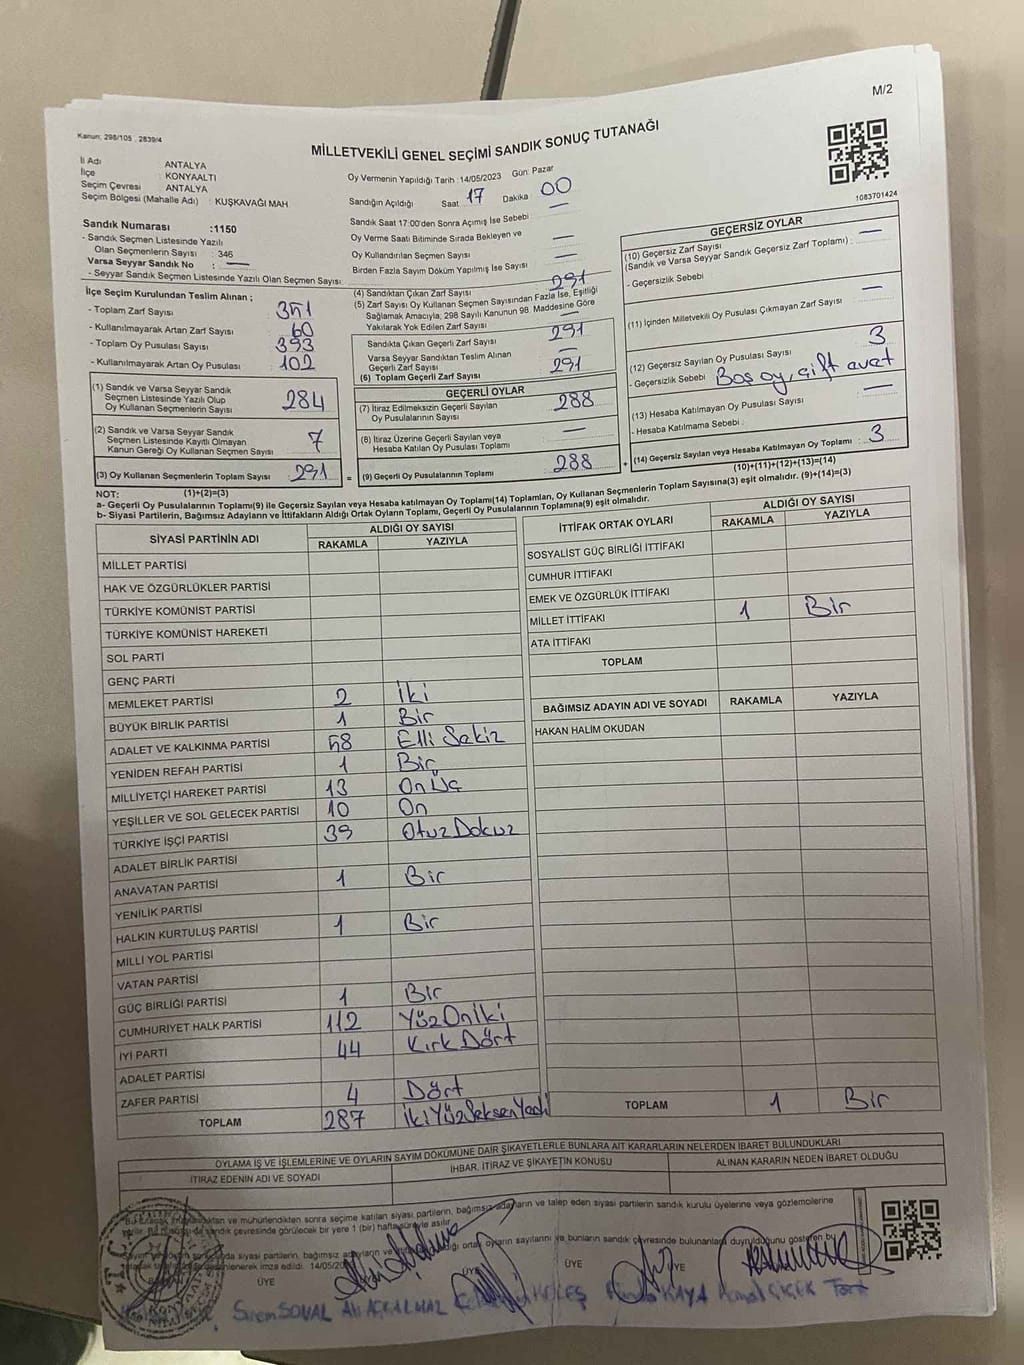 M/2
Kanun: 298/105 , 2839/4
MİLLETVEKİLİ GENEL SEÇİMİ SANDIK SONUÇ TUTANAĞI
1083701424
İl Adı ANTALYA
İlçe : KONYAALTI
Seçim Çevresi : ANTALYA
Seçim Bölgesi (Mahalle Adı) : KUŞKAVAĞI MAH
Sandık Numarası :1150
- Sandık Seçmen Listesinde Yazılı
Olan Seçmenlerin Sayısı : 346
Varsa Seyyar Sandık No : —
- Seyyar Sandık Seçmen Listesinde Yazılı Olan Seçmen Sayısı:
Oy Vermenin Yapıldığı Tarih :14/05/2023 Gün: Pazar
Sandığın Açıldığı Saat 17 Dakika 00
Sandık Saat 17:00'den Sonra Açımış İse Sebebi —
Oy Verme Saati Bitiminde Sırada Bekleyen ve
Oy Kullandırılan Seçmen Sayısı —
Birden Fazla Sayım Döküm Yapılmış İse Sayısı —
İlçe Seçim Kurulundan Teslim Alınan ;
- Toplam Zarf Sayısı : 351
- Kullanılmayarak Artan Zarf Sayısı : 60
- Toplam Oy Pusulası Sayısı : 393
- Kullanılmayarak Artan Oy Pusulası : 102
(1) Sandık ve Varsa Seyyar Sandık
Seçmen Listesinde Yazılı Olup
Oy Kullanan Seçmenlerin Sayısı 284
(2) Sandık ve Varsa Seyyar Sandık
Seçmen Listesinde Kayıtlı Olmayan
Kanun Gereği Oy Kullanan Seçmen Sayısı 7
(3) Oy Kullanan Seçmenlerin Toplam Sayısı 291
(4) Sandıktan Çıkan Zarf Sayısı 291
(5) Zarf Sayısı Oy Kullanan Seçmen Sayısından Fazla İse, Eşitliği
Sağlamak Amacıyla, 298 Sayılı Kanunun 98. Maddesine Göre
Yakılarak Yok Edilen Zarf Sayısı —
Sandıkta Çıkan Geçerli Zarf Sayısı 291
Varsa Seyyar Sandıktan Teslim Alınan
Geçerli Zarf Sayısı —
(6) Toplam Geçerli Zarf Sayısı 291
GEÇERLİ OYLAR
(7) İtiraz Edilmeksizin Geçerli Sayılan
Oy Pusulalarının Sayısı 288
(8) İtiraz Üzerine Geçerli Sayılan veya
Hesaba Katılan Oy Pusulası Toplamı —
= (9) Geçerli Oy Pusulalarının Toplamı 288
GEÇERSİZ OYLAR
(10) Geçersiz Zarf Sayısı
(Sandık ve Varsa Seyyar Sandık Geçersiz Zarf Toplamı) : —
- Geçersizlik Sebebi
(11) İçinden Milletvekili Oy Pusulası Çıkmayan Zarf Sayısı —
(12) Geçersiz Sayılan Oy Pusulası Sayısı 3
- Geçersizlik Sebebi Boş oy, çift evet
(13) Hesaba Katılmayan Oy Pusulası Sayısı —
- Hesaba Katılmama Sebebi :
+ (14) Geçersiz Sayılan veya Hesaba Katılmayan Oy Toplamı : 3
NOT: (1)+(2)=(3) (10)+(11)+(12)+(13)=(14)
a- Geçerli Oy Pusulalarının Toplamı(9) ile Geçersiz Sayılan veya Hesaba katılmayan Oy Toplamı(14) Toplamları, Oy Kullanan Seçmenlerin Toplam Sayısına(3) eşit olmalıdır. (9)+(14)=(3)
b- Siyasi Partilerin, Bağımsız Adayların ve İttifakların Aldığı Ortak Oyların Toplamı, Geçerli Oy Pusulalarının Toplamına(9) eşit olmalıdır.
SİYASİ PARTİNİN ADI ALDIĞI OY SAYISI
RAKAMLA YAZIYLA
MİLLET PARTİSİ
HAK VE ÖZGÜRLÜKLER PARTİSİ
TÜRKİYE KOMÜNİST PARTİSİ
TÜRKİYE KOMÜNİST HAREKETİ
SOL PARTİ
GENÇ PARTİ
MEMLEKET PARTİSİ 2 İki
BÜYÜK BİRLİK PARTİSİ 1 Bir
ADALET VE KALKINMA PARTİSİ 58 Elli Sekiz
YENİDEN REFAH PARTİSİ 1 Bir
MİLLİYETÇİ HAREKET PARTİSİ 13 On Üç
YEŞİLLER VE SOL GELECEK PARTİSİ 10 On
TÜRKİYE İŞÇİ PARTİSİ 39 Otuz Dokuz
ADALET BİRLİK PARTİSİ
ANAVATAN PARTİSİ 1 Bir
YENİLİK PARTİSİ
HALKIN KURTULUŞ PARTİSİ 1 Bir
MİLLİ YOL PARTİSİ
VATAN PARTİSİ
GÜÇ BİRLİĞİ PARTİSİ 1 Bir
CUMHURİYET HALK PARTİSİ 112 Yüz On İki
İYİ PARTİ 44 Kırk Dört
ADALET PARTİSİ
ZAFER PARTİSİ 4 Dört
TOPLAM 287 İki Yüz Seksen Yedi
İTTİFAK ORTAK OYLARI ALDIĞI OY SAYISI
RAKAMLA YAZIYLA
SOSYALİST GÜÇ BİRLİĞİ İTTİFAKI
CUMHUR İTTİFAKI
EMEK VE ÖZGÜRLÜK İTTİFAKI
MİLLET İTTİFAKI 1 Bir
ATA İTTİFAKI
TOPLAM
BAĞIMSIZ ADAYIN ADI VE SOYADI RAKAMLA YAZIYLA
HAKAN HALİM OKUDAN
TOPLAM 1 Bir
OYLAMA İŞ VE İŞLEMLERİNE VE OYLARIN SAYIM DÖKÜMÜNE DAİR ŞİKAYETLERLE BUNLARA AİT KARARLARIN NELERDEN İBARET BULUNDUKLARI
İTİRAZ EDENİN ADI VE SOYADI İHBAR, İTİRAZ VE ŞİKAYETİN KONUSU ALINAN KARARIN NEDEN İBARET OLDUĞU
ve mühürlendikten sonra seçime katılan siyasi partilerin, bağımsız adayların ve talep eden siyasi partilerin sandık kurulu üyelerine veya gözlemcilerine
sandık çevresinde görülecek bir yere 1 (bir) hafta süreyle asılır.
siyasi partilerin, bağımsız adayların ve ortak oyların sayılarını ve bunların sandık çevresinde bulunanlara duyrulduğunu gösteren bu
imza edildi. 14/05/
ÜYE ÜYE ÜYE ÜYE
Sinem SOVAL Ali AÇKALMAZ KAYA ÇİÇEK